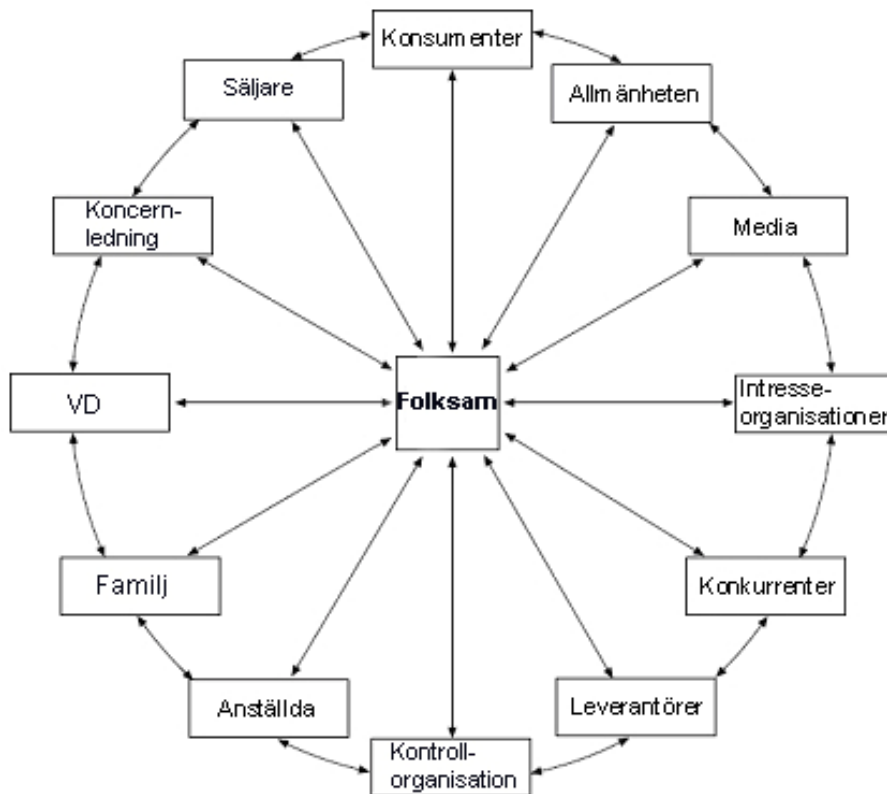 Konsumenter
Säljare
Allmänheten
Koncern-
ledning
Media
VD
Folksam
Intresse-
organisationer
Familj
Konkurrenter
Anställda
Leverantörer
Kontroll-
organisation